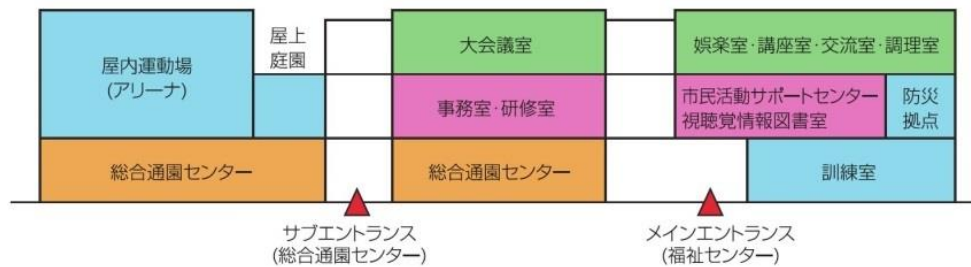 屋内運動場
(アリーナ)
屋上
庭園
大会議室
娯楽室・講座室・交流室・調理室
事務室・研修室
市民活動サポートセンター
視聴覚情報図書室
防災
拠点
総合通園センター
総合通園センター
訓練室
サブエントランス
(総合通園センター)
メインエントランス
(福祉センター)